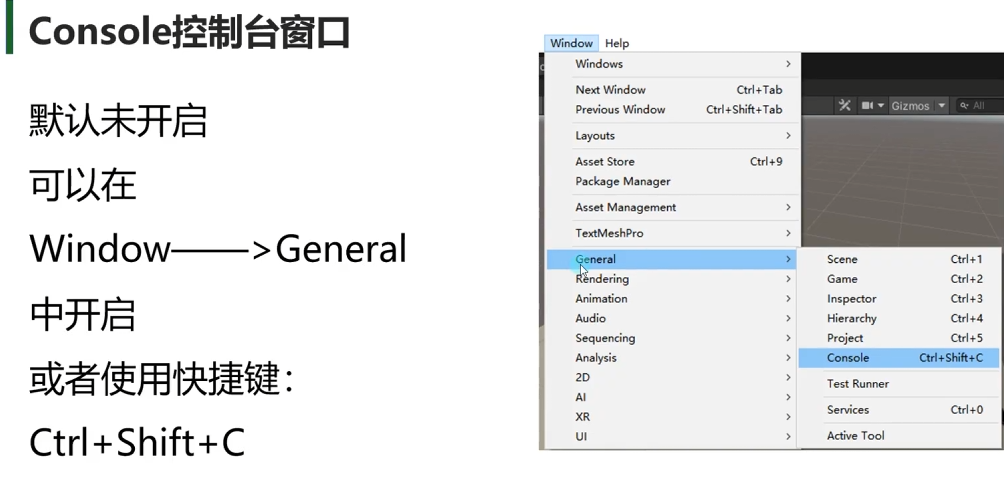 Console控制台窗口
默认未开启
可以在
Window——>General
中开启
或者使用快捷键：
Ctrl+Shift+C
Window Help
Windows
Next Window Ctrl+Tab
Previous Window Ctrl+Shift+Tab
Layouts
Asset Store Ctrl+9
Package Manager
Asset Management
TextMeshPro
General
Rendering
Animation
Audio
Sequencing
Analysis
2D
AI
XR
UI
Gizmos All
Scene Ctrl+1
Game Ctrl+2
Inspector Ctrl+3
Hierarchy Ctrl+4
Project Ctrl+5
Console Ctrl+Shift+C
Test Runner
Services Ctrl+0
Active Tool